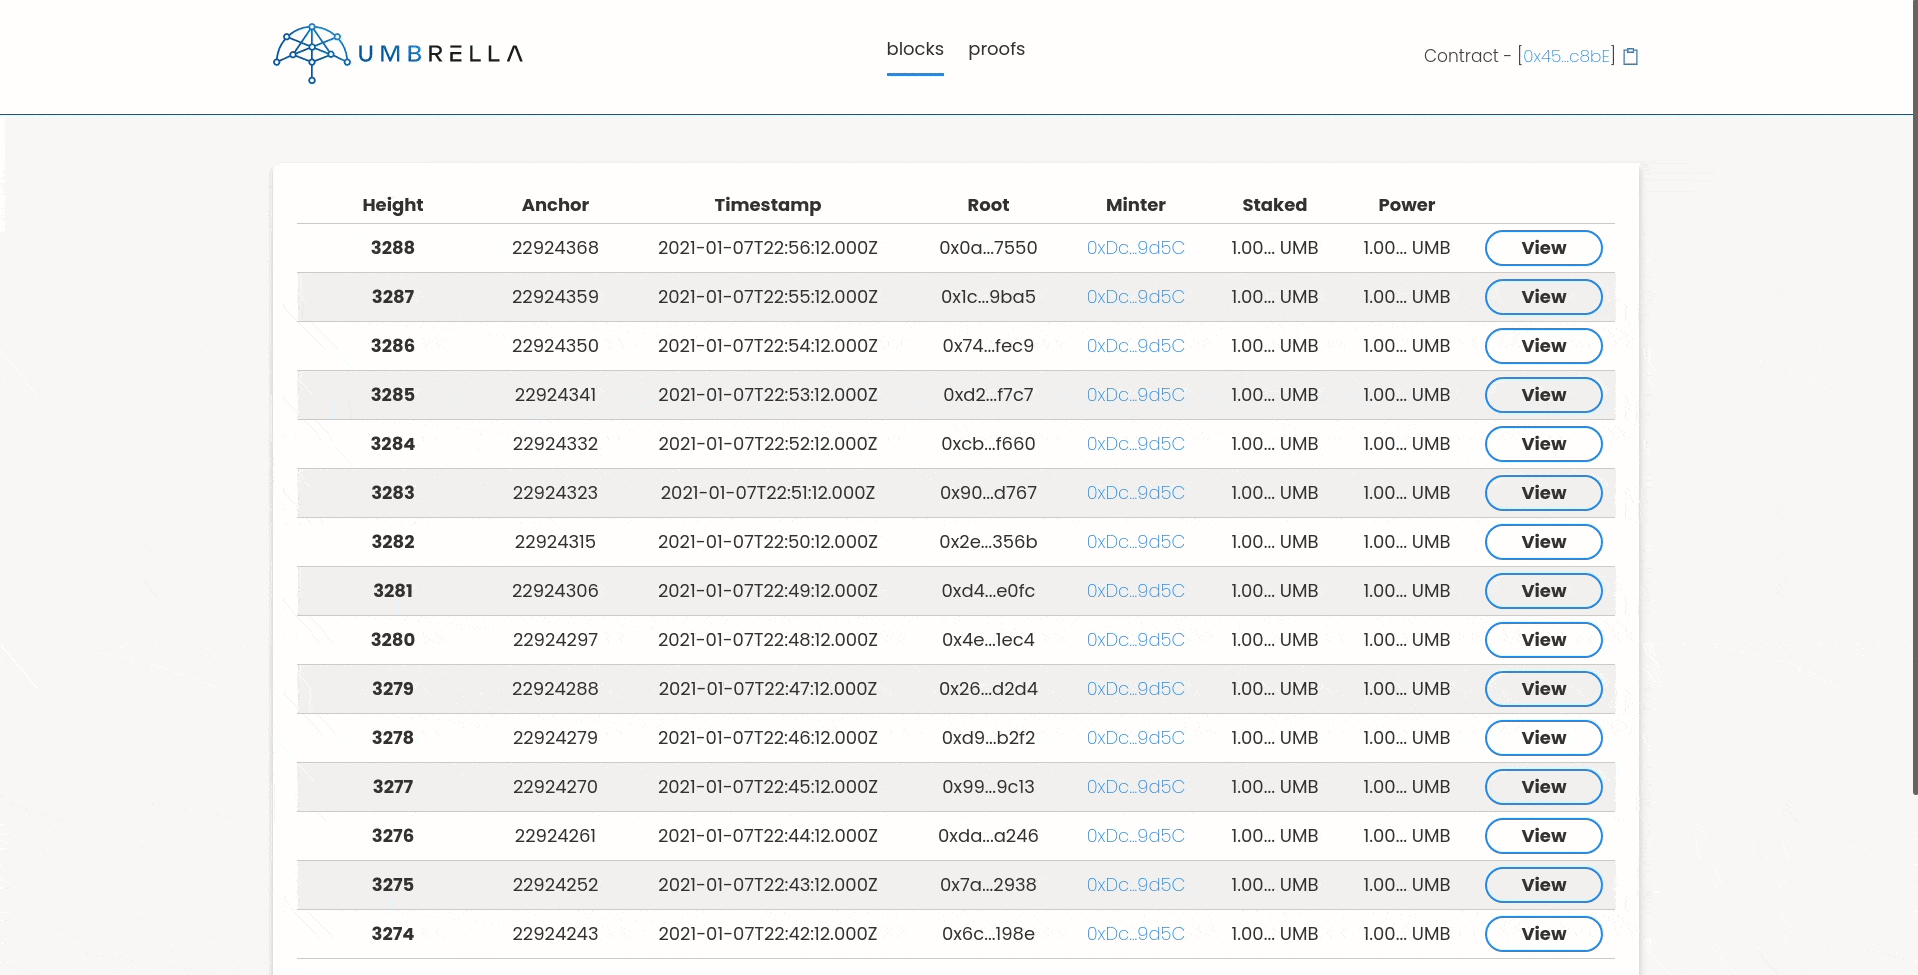 UMBRELLA
blocks proofs
Contract - [0x45...c8bE]
Height Anchor Timestamp Root Minter Staked Power
3288 22924368 2021-01-07T22:56:12.000Z 0x0a...7550 0xDc...9d5C 1.00... UMB 1.00... UMB View
3287 22924359 2021-01-07T22:55:12.000Z 0x1c...9ba5 0xDc...9d5C 1.00... UMB 1.00... UMB View
3286 22924350 2021-01-07T22:54:12.000Z 0x74...fec9 0xDc...9d5C 1.00... UMB 1.00... UMB View
3285 22924341 2021-01-07T22:53:12.000Z 0xd2...f7c7 0xDc...9d5C 1.00... UMB 1.00... UMB View
3284 22924332 2021-01-07T22:52:12.000Z 0xcb...f660 0xDc...9d5C 1.00... UMB 1.00... UMB View
3283 22924323 2021-01-07T22:51:12.000Z 0x90...d767 0xDc...9d5C 1.00... UMB 1.00... UMB View
3282 22924315 2021-01-07T22:50:12.000Z 0x2e...356b 0xDc...9d5C 1.00... UMB 1.00... UMB View
3281 22924306 2021-01-07T22:49:12.000Z 0xd4...e0fc 0xDc...9d5C 1.00... UMB 1.00... UMB View
3280 22924297 2021-01-07T22:48:12.000Z 0x4e...1ec4 0xDc...9d5C 1.00... UMB 1.00... UMB View
3279 22924288 2021-01-07T22:47:12.000Z 0x26...d2d4 0xDc...9d5C 1.00... UMB 1.00... UMB View
3278 22924279 2021-01-07T22:46:12.000Z 0xd9...b2f2 0xDc...9d5C 1.00... UMB 1.00... UMB View
3277 22924270 2021-01-07T22:45:12.000Z 0x99...9c13 0xDc...9d5C 1.00... UMB 1.00... UMB View
3276 22924261 2021-01-07T22:44:12.000Z 0xda...a246 0xDc...9d5C 1.00... UMB 1.00... UMB View
3275 22924252 2021-01-07T22:43:12.000Z 0x7a...2938 0xDc...9d5C 1.00... UMB 1.00... UMB View
3274 22924243 2021-01-07T22:42:12.000Z 0x6c...198e 0xDc...9d5C 1.00... UMB 1.00... UMB View